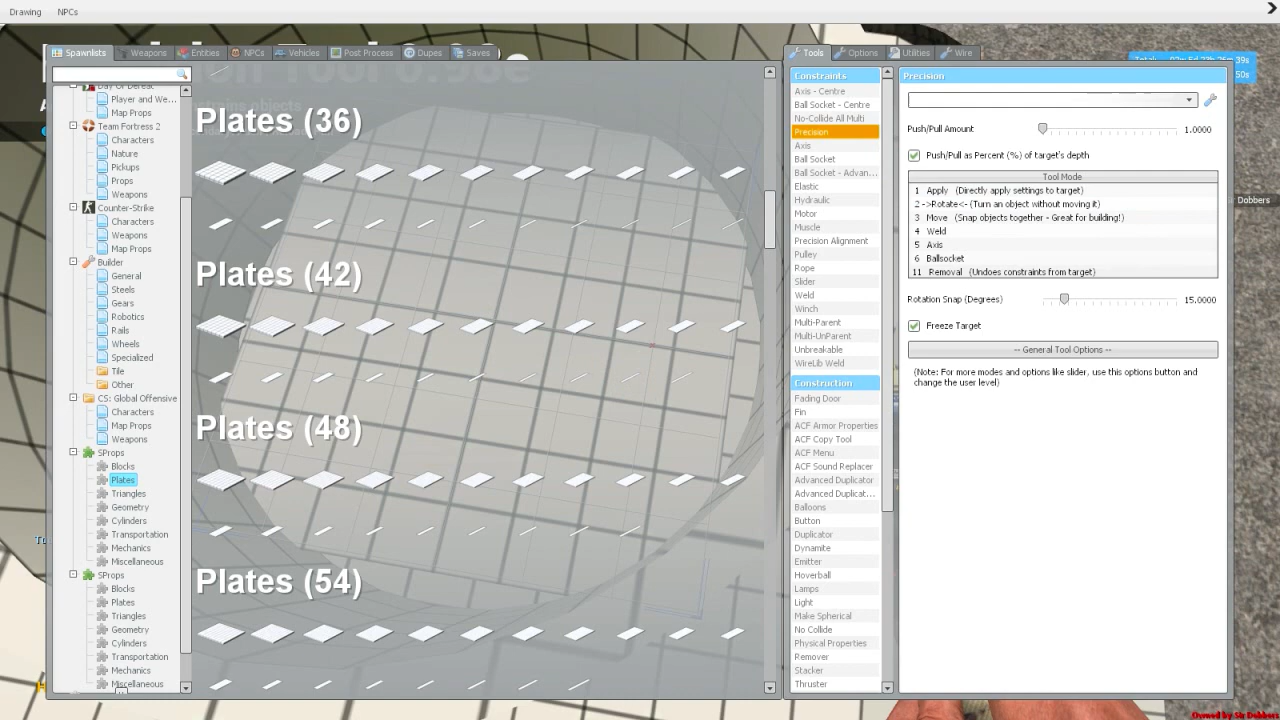 Drawing NPCs
Spawnlists Weapons Entities NPCs Vehicles Post Process Dupes Saves
Player and We...
Map Props
Team Fortress 2
Characters
Nature
Pickups
Props
Weapons
Counter-Strike
Characters
Weapons
Map Props
Builder
General
Steels
Gears
Robotics
Rails
Wheels
Specialized
Tile
Other
CS: Global Offensive
Characters
Map Props
Weapons
SProps
Blocks
Plates
Triangles
Geometry
Cylinders
Transportation
Mechanics
Miscellaneous
SProps
Blocks
Plates
Triangles
Geometry
Cylinders
Transportation
Mechanics
Miscellaneous
Plates (36)
Plates (42)
Plates (48)
Plates (54)
Tools Options Utilities Wire
Constraints
Axis - Centre
Ball Socket - Centre
No-Collide All Multi
Precision
Axis
Ball Socket
Ball Socket - Advan...
Elastic
Hydraulic
Motor
Muscle
Precision Alignment
Pulley
Rope
Slider
Weld
Winch
Multi-Parent
Multi-UnParent
Unbreakable
WireLib Weld
Construction
Fading Door
Fin
ACF Armor Properties
ACF Copy Tool
ACF Menu
ACF Sound Replacer
Advanced Duplicator
Advanced Duplicat...
Balloons
Button
Duplicator
Dynamite
Emitter
Hoverball
Lamps
Light
Make Spherical
No Collide
Physical Properties
Remover
Stacker
Thruster
Precision
Push/Pull Amount 1.0000
Push/Pull as Percent (%) of target's depth
Tool Mode
1 Apply (Directly apply settings to target)
2 ->Rotate<- (Turn an object without moving it)
3 Move (Snap objects together - Great for building!)
4 Weld
5 Axis
6 Ballsocket
11 Removal (Undoes constraints from target)
Rotation Snap (Degrees) 15.0000
Freeze Target
-- General Tool Options --
(Note: For more modes and options like slider, use this options button and
change the user level)
Dobbers
Owned by Sir Dobbers